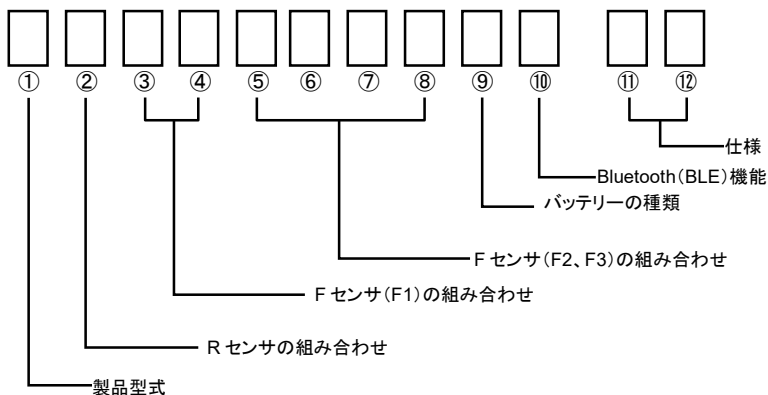 ① ② ③ ④ ⑤ ⑥ ⑦ ⑧ ⑨ ⑩ ⑪ ⑫
仕様
Bluetooth(BLE)機能
バッテリーの種類
F センサ(F2、F3)の組み合わせ
F センサ(F1)の組み合わせ
R センサの組み合わせ
製品型式